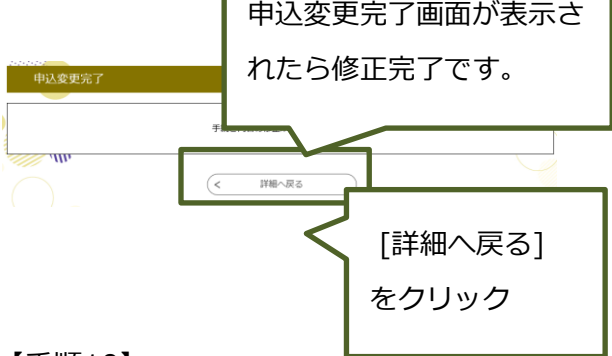 申込変更完了画面が表示さ
れたら修正完了です。
申込変更完了
詳細へ戻る
[詳細へ戻る]
をクリック